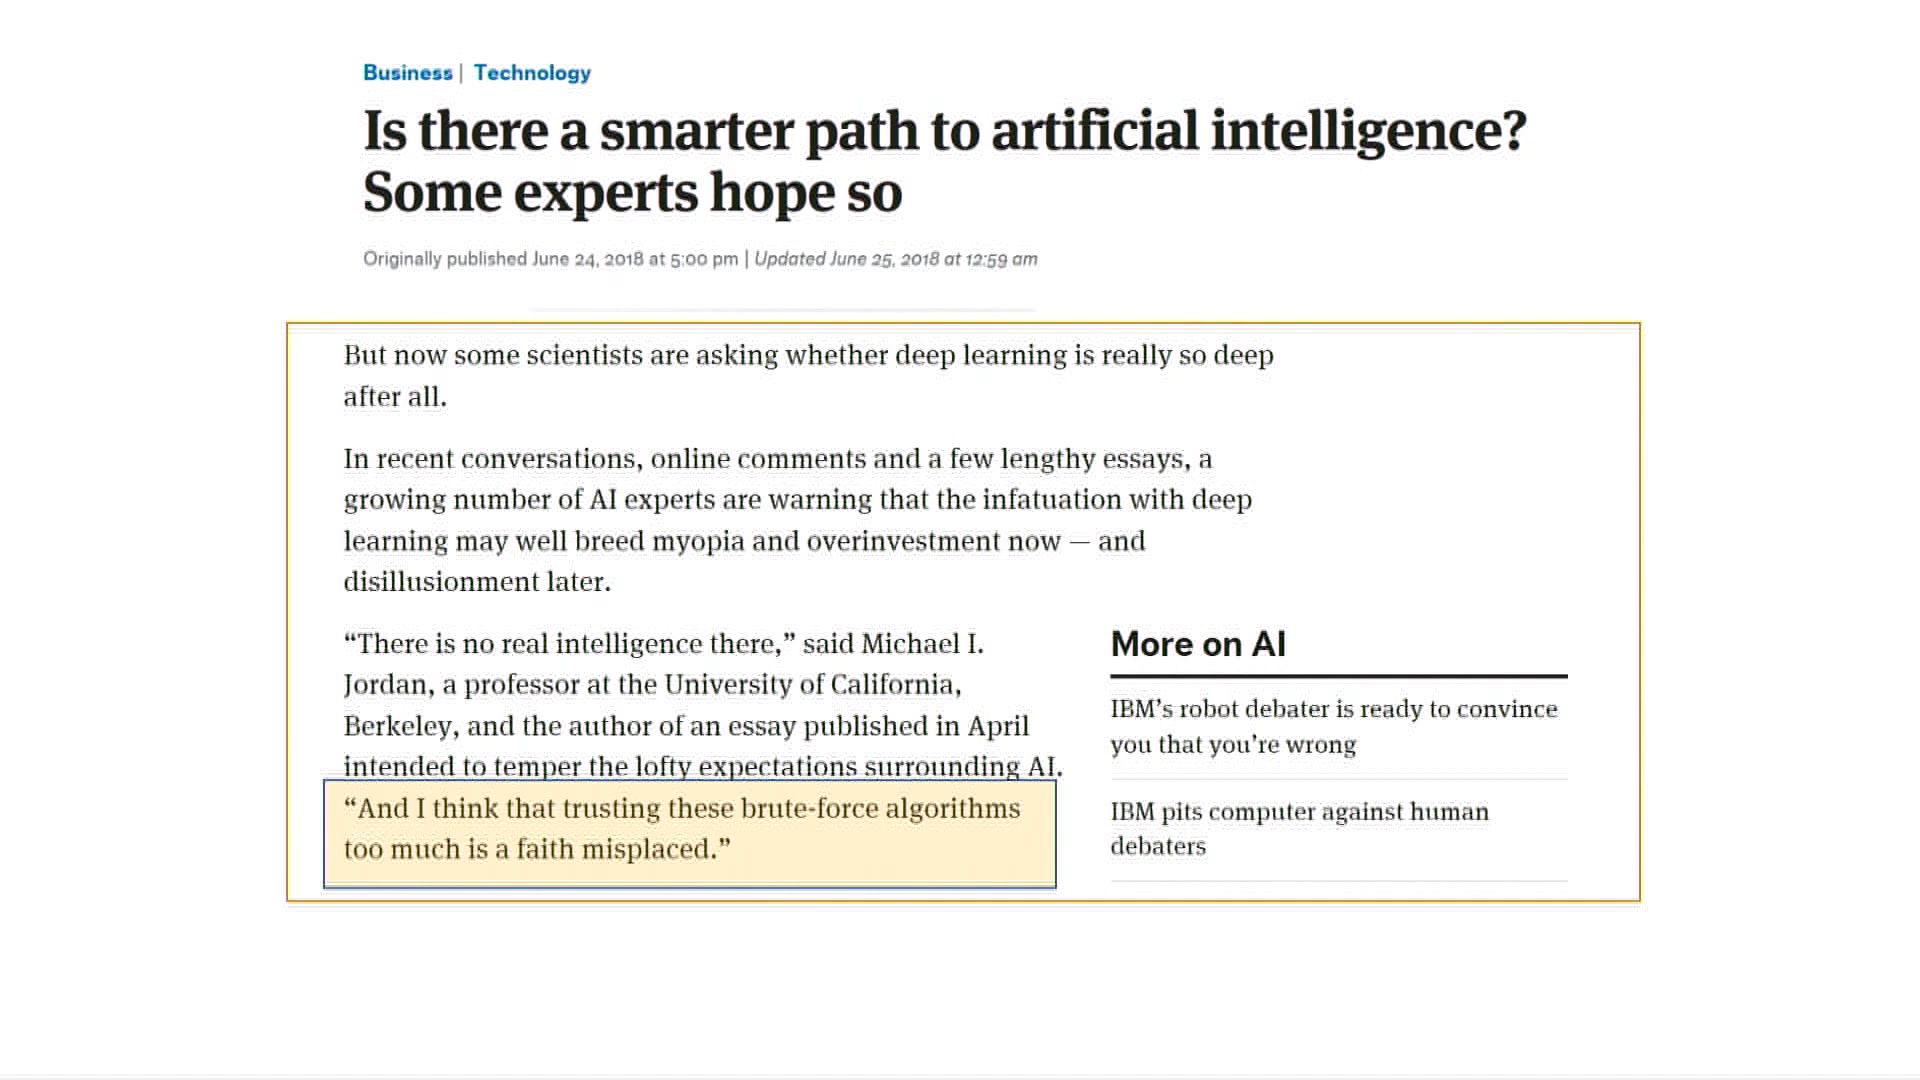 Business | Technology
Is there a smarter path to artificial intelligence?
Some experts hope so
Originally published June 24, 2018 at 5:00 pm | Updated June 25, 2018 at 12:59 am
But now some scientists are asking whether deep learning is really so deep
after all.
In recent conversations, online comments and a few lengthy essays, a
growing number of AI experts are warning that the infatuation with deep
learning may well breed myopia and overinvestment now — and
disillusionment later.
“There is no real intelligence there,” said Michael I.
Jordan, a professor at the University of California,
Berkeley, and the author of an essay published in April
intended to temper the lofty expectations surrounding AI.
“And I think that trusting these brute-force algorithms
too much is a faith misplaced.”
More on AI
IBM’s robot debater is ready to convince
you that you’re wrong
IBM pits computer against human
debaters